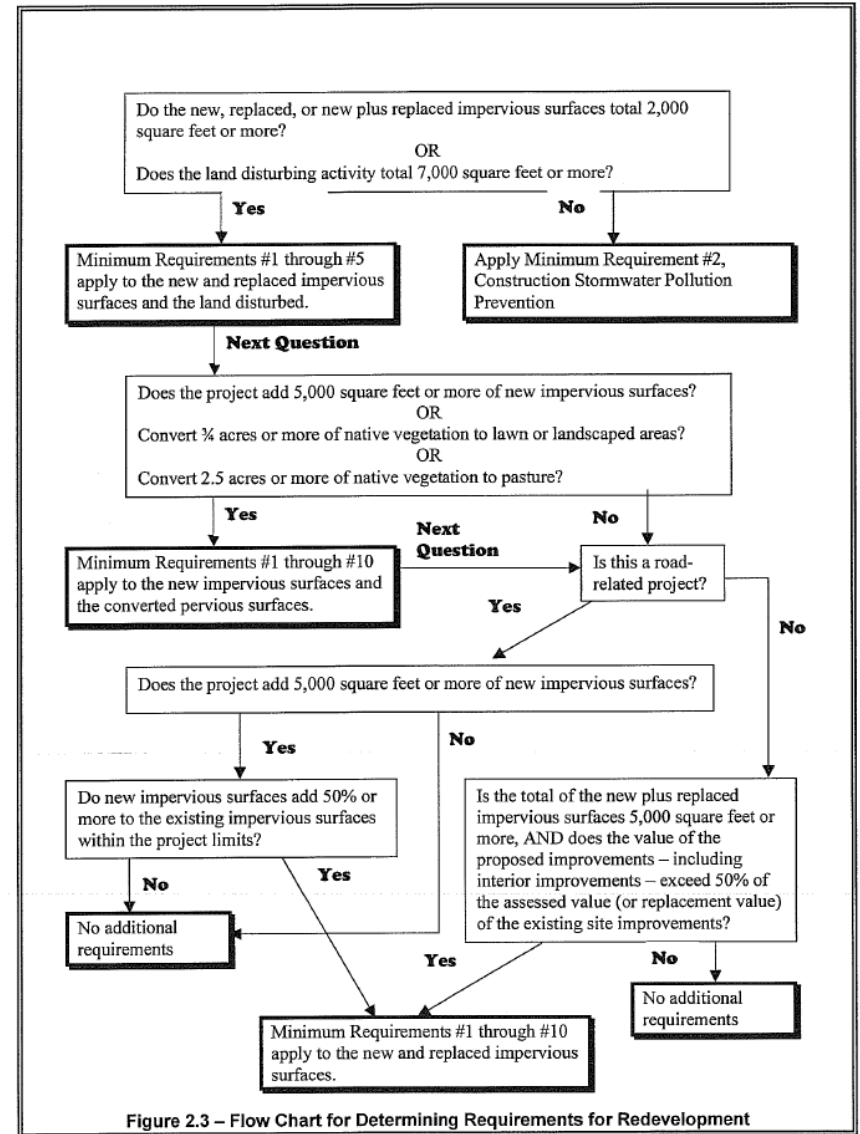 Do the new, replaced, or new plus replaced impervious surfaces total 2,000
square feet or more?
OR
Does the land disturbing activity total 7,000 square feet or more?
Yes
No
Minimum Requirements #1 through #5
apply to the new and replaced impervious
surfaces and the land disturbed.
Apply Minimum Requirement #2,
Construction Stormwater Pollution
Prevention
Next Question
Does the project add 5,000 square feet or more of new impervious surfaces?
OR
Convert ¾ acres or more of native vegetation to lawn or landscaped areas?
OR
Convert 2.5 acres or more of native vegetation to pasture?
Yes
No
Next
Question
Minimum Requirements #1 through #10
apply to the new impervious surfaces and
the converted pervious surfaces.
Is this a road-
related project?
Yes
No
Does the project add 5,000 square feet or more of new impervious surfaces?
Yes
No
Do new impervious surfaces add 50% or
more to the existing impervious surfaces
within the project limits?
Is the total of the new plus replaced
impervious surfaces 5,000 square feet or
more, AND does the value of the
proposed improvements – including
interior improvements – exceed 50% of
the assessed value (or replacement value)
of the existing site improvements?
No
Yes
No additional
requirements
Yes
No
No additional
requirements
Minimum Requirements #1 through #10
apply to the new and replaced impervious
surfaces.
Figure 2.3 – Flow Chart for Determining Requirements for Redevelopment